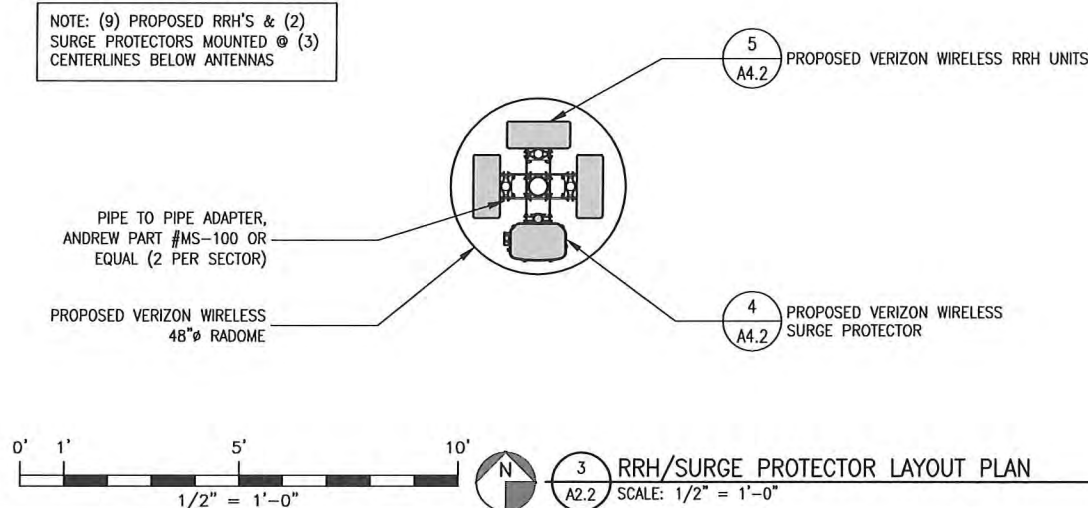 NOTE: (9) PROPOSED RRH'S & (2)
SURGE PROTECTORS MOUNTED @ (3)
CENTERLINES BELOW ANTENNAS
5
A4.2
PROPOSED VERIZON WIRELESS RRH UNITS
PIPE TO PIPE ADAPTER,
ANDREW PART #MS-100 OR
EQUAL (2 PER SECTOR)
PROPOSED VERIZON WIRELESS
48"ø RADOME
4
A4.2
PROPOSED VERIZON WIRELESS
SURGE PROTECTOR
0' 1' 5' 10'
1/2" = 1'-0"
N
3
A2.2
RRH/SURGE PROTECTOR LAYOUT PLAN
SCALE: 1/2" = 1'-0"